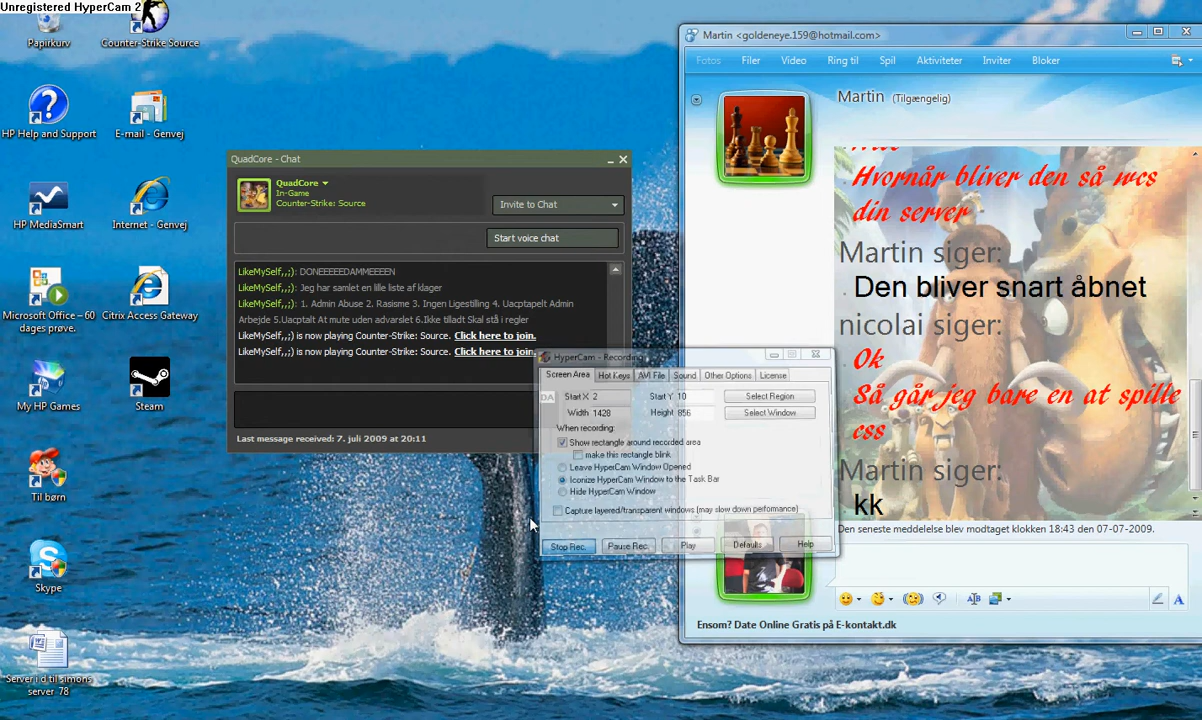 Unregistered HyperCam 2
Papirkurv
Counter-Strike Source
HP Help and Support
E-mail - Genvej
HP MediaSmart
Internet - Genvej
Microsoft Office – 60
dages prøve.
Citrix Access Gateway
My HP Games
Steam
Til børn
Skype
Server i d til simons
server 78
QuadCore - Chat
QuadCore
In-Game
Counter-Strike: Source
Invite to Chat
Start voice chat
LikeMySelf,,;): DONEEEEEDAMMEEEEN
LikeMySelf,,;): Jeg har samlet en lille liste af klager
LikeMySelf,,;): 1. Admin Abuse 2. Rasisme 3. Ingen Ligestilling 4. Uacptapelt Admin
Arbejde 5.Uacptalt At mute uden advarslet 6.Ikke tilladt Skal stå i regler
LikeMySelf,,;) is now playing Counter-Strike: Source. Click here to join.
LikeMySelf,,;) is now playing Counter-Strike: Source. Click here to join.
Last message received: 7. juli 2009 at 20:11
HyperCam - Recording
Screen Area Hot Keys AVI File Sound Other Options License
DA Start X 2 Start Y 10 Select Region
Width 1428 Height 856 Select Window
When recording:
Show rectangle around recorded area
make this rectangle blink
Leave HyperCam Window Opened
Iconize HyperCam Window to the Task Bar
Hide HyperCam Window
Capture layered/transparent windows (may slow down performance)
Stop Rec. Pause Rec. Play Defaults Help
Martin <goldeneye.159@hotmail.com>
Fotos Filer Video Ring til Spil Aktiviteter Inviter Bloker
Martin (Tilgængelig)
Hvornår bliver den så wcs
din server
Martin siger:
Den bliver snart åbnet
nicolai siger:
Ok
Så går jeg bare en at spille
css
Martin siger:
kk
Den seneste meddelelse blev modtaget klokken 18:43 den 07-07-2009.
Ensom? Date Online Gratis på E-kontakt.dk